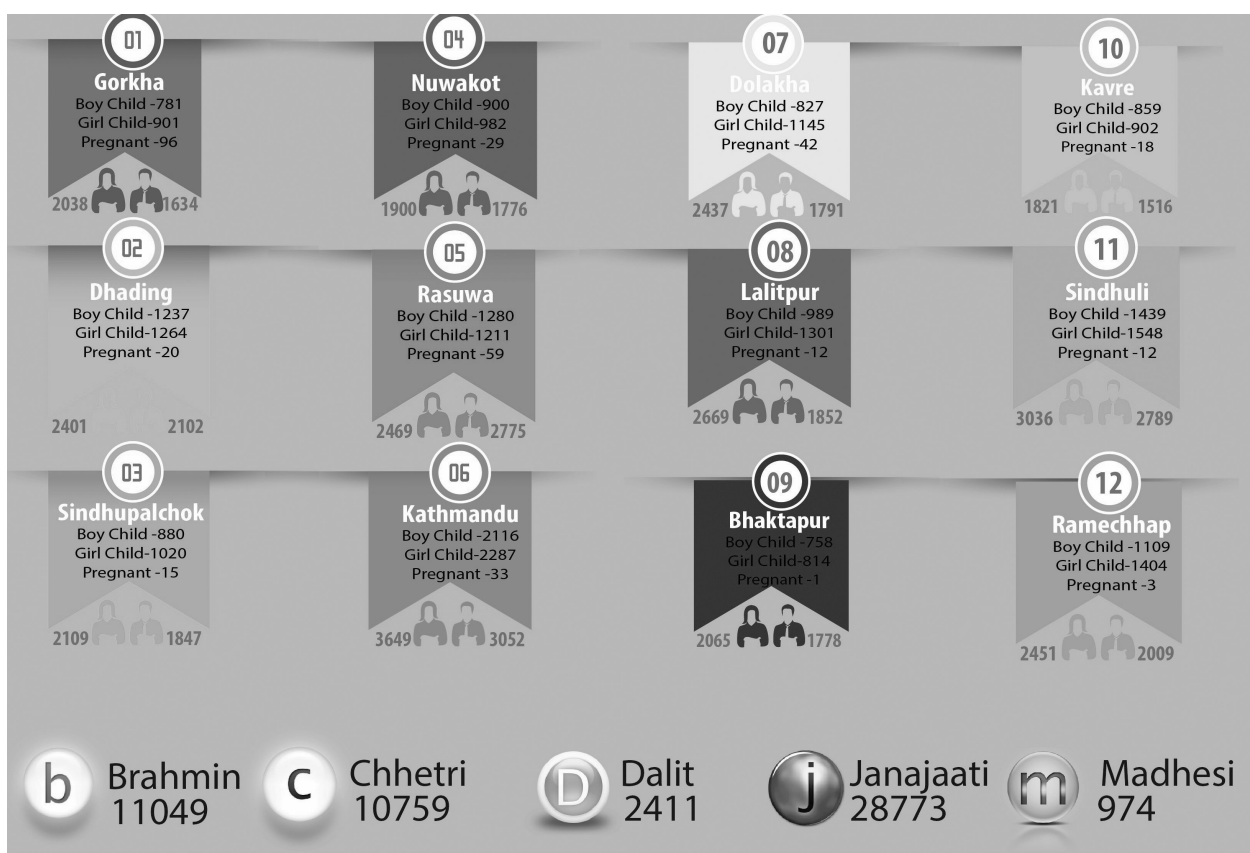 01
Gorkha
Boy Child -781
Girl Child-901
Pregnant -96
2038 1634
04
Nuwakot
Boy Child -900
Girl Child-982
Pregnant -29
1900 1776
07
Dolakha
Boy Child -827
Girl Child-1145
Pregnant -42
2437 1791
10
Kavre
Boy Child -859
Girl Child-902
Pregnant -18
1821 1516
02
Dhading
Boy Child -1237
Girl Child-1264
Pregnant -20
2401 2102
05
Rasuwa
Boy Child -1280
Girl Child-1211
Pregnant -59
2469 2775
08
Lalitpur
Boy Child -989
Girl Child-1301
Pregnant -12
2669 1852
11
Sindhuli
Boy Child -1439
Girl Child-1548
Pregnant -12
3036 2789
03
Sindhupalchok
Boy Child -880
Girl Child-1020
Pregnant -15
2109 1847
06
Kathmandu
Boy Child -2116
Girl Child-2287
Pregnant -33
3649 3052
09
Bhaktapur
Boy Child -758
Girl Child-814
Pregnant -1
2065 1778
12
Ramechhap
Boy Child -1109
Girl Child-1404
Pregnant -3
2451 2009
b Brahmin
11049
c Chhetri
10759
D Dalit
2411
j Janajaati
28773
m Madhesi
974